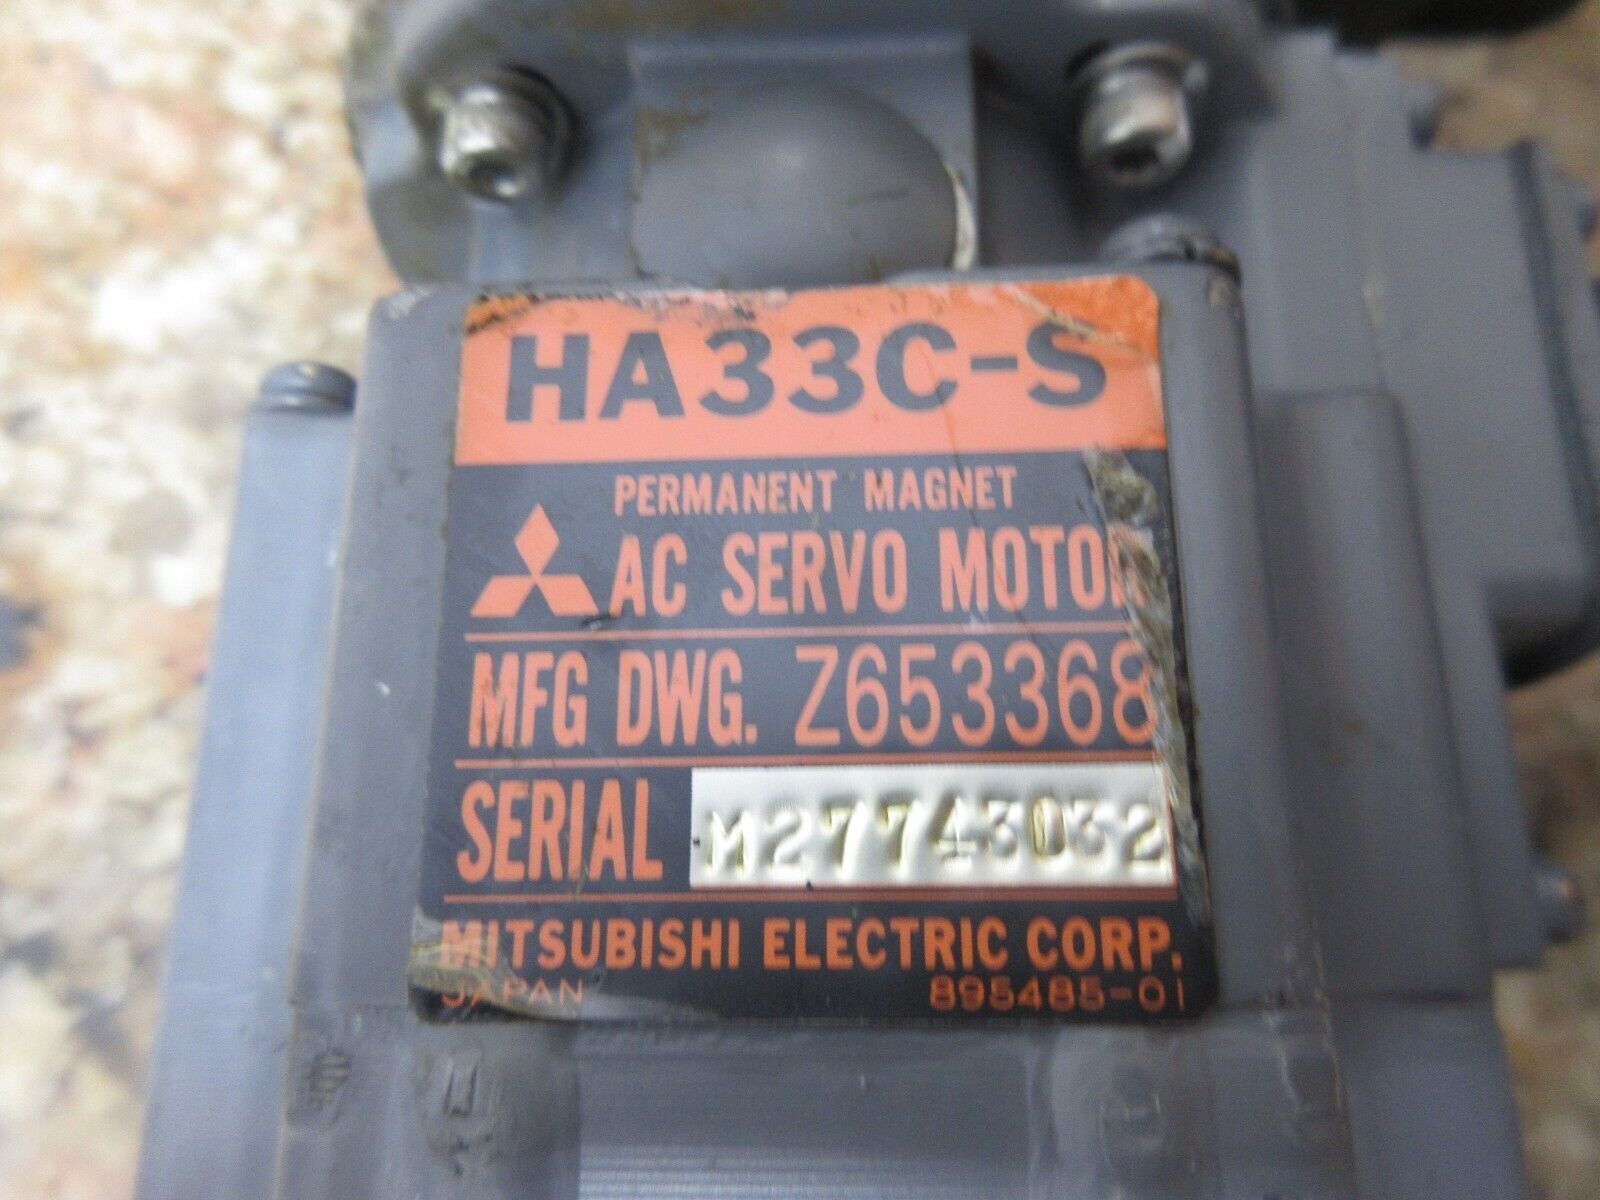 HA33C-S
PERMANENT MAGNET
AC SERVO MOTOR
MFG DWG. Z653368
SERIAL M27743032
MITSUBISHI ELECTRIC CORP.
JAPAN 895485-01